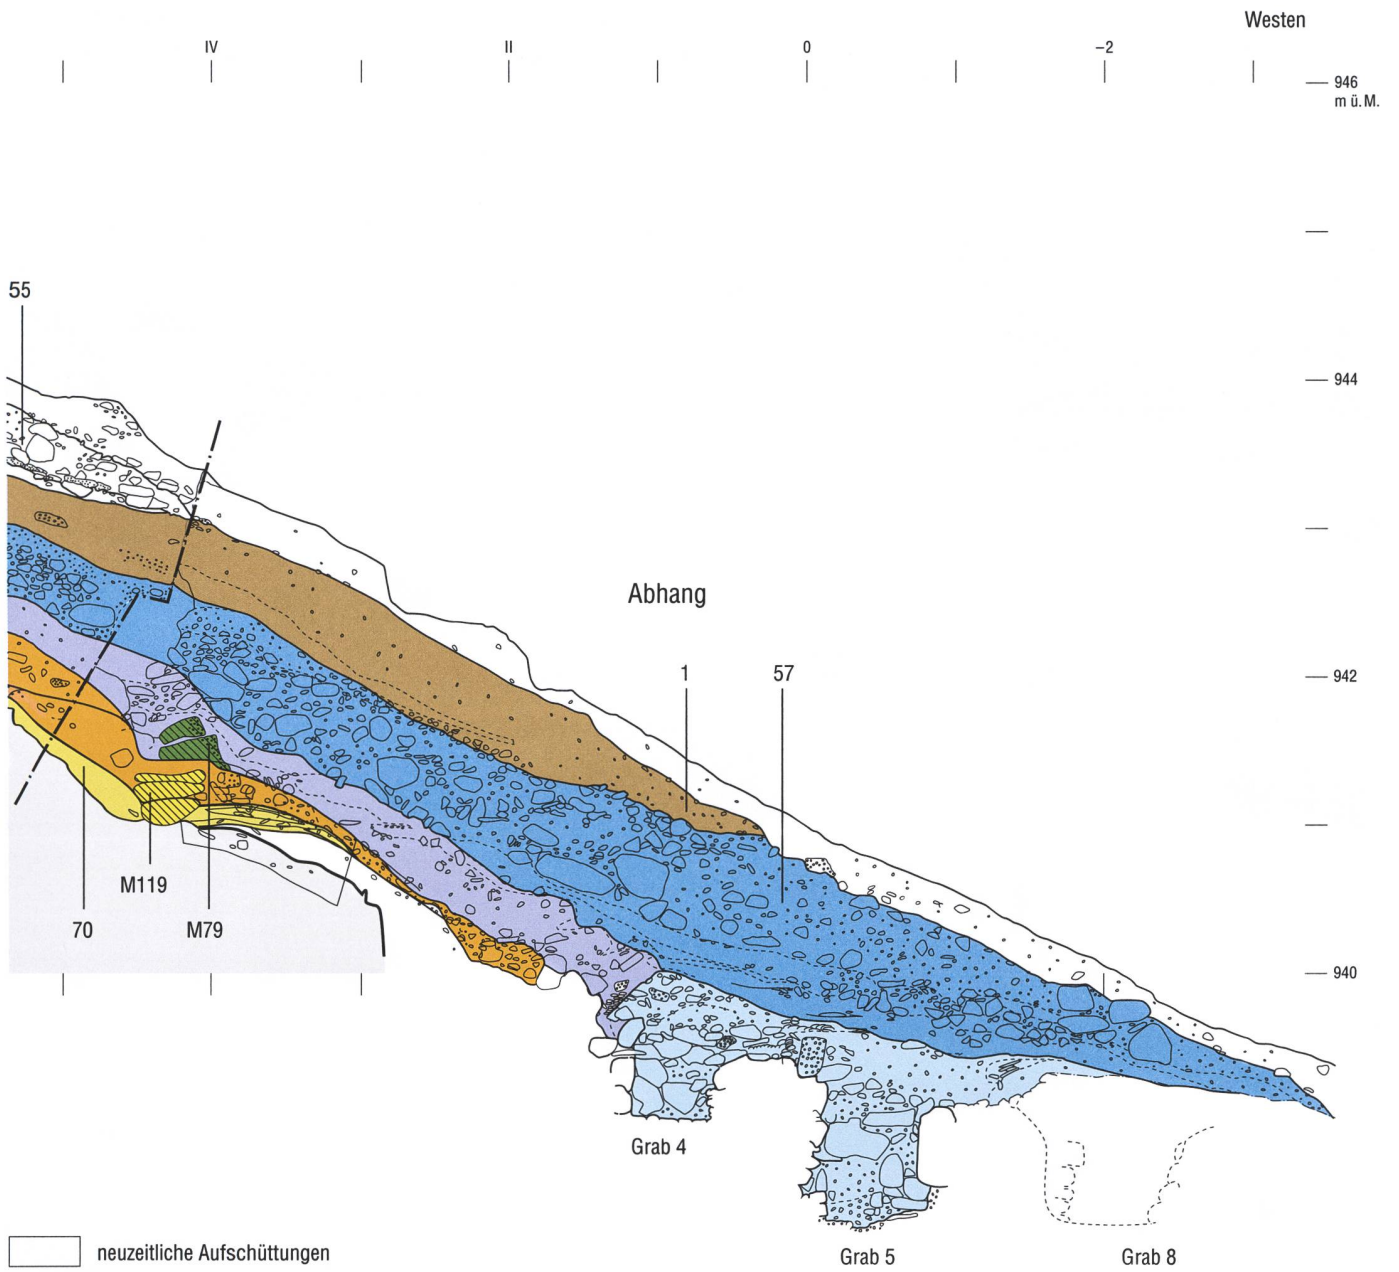 Westen
IV
II
0
–2
946
m ü. M.
55
944
Abhang
1
57
942
M119
70
M79
940
Grab 4
Grab 5
Grab 8
neuzeitliche Aufschüttungen